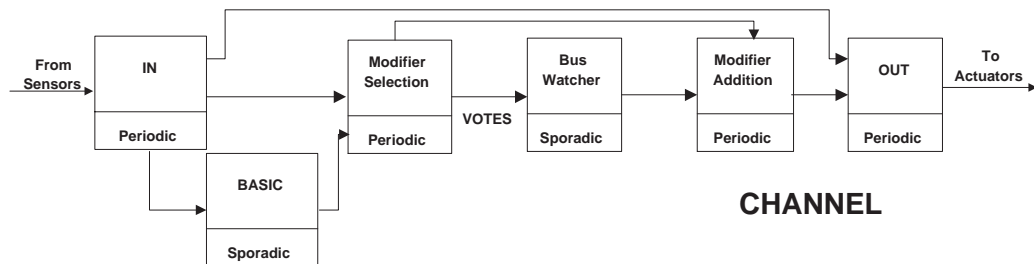 From
Sensors
IN
Periodic
BASIC
Sporadic
Modifier
Selection
Periodic
VOTES
Bus
Watcher
Sporadic
Modifier
Addition
Periodic
OUT
Periodic
To
Actuators
CHANNEL